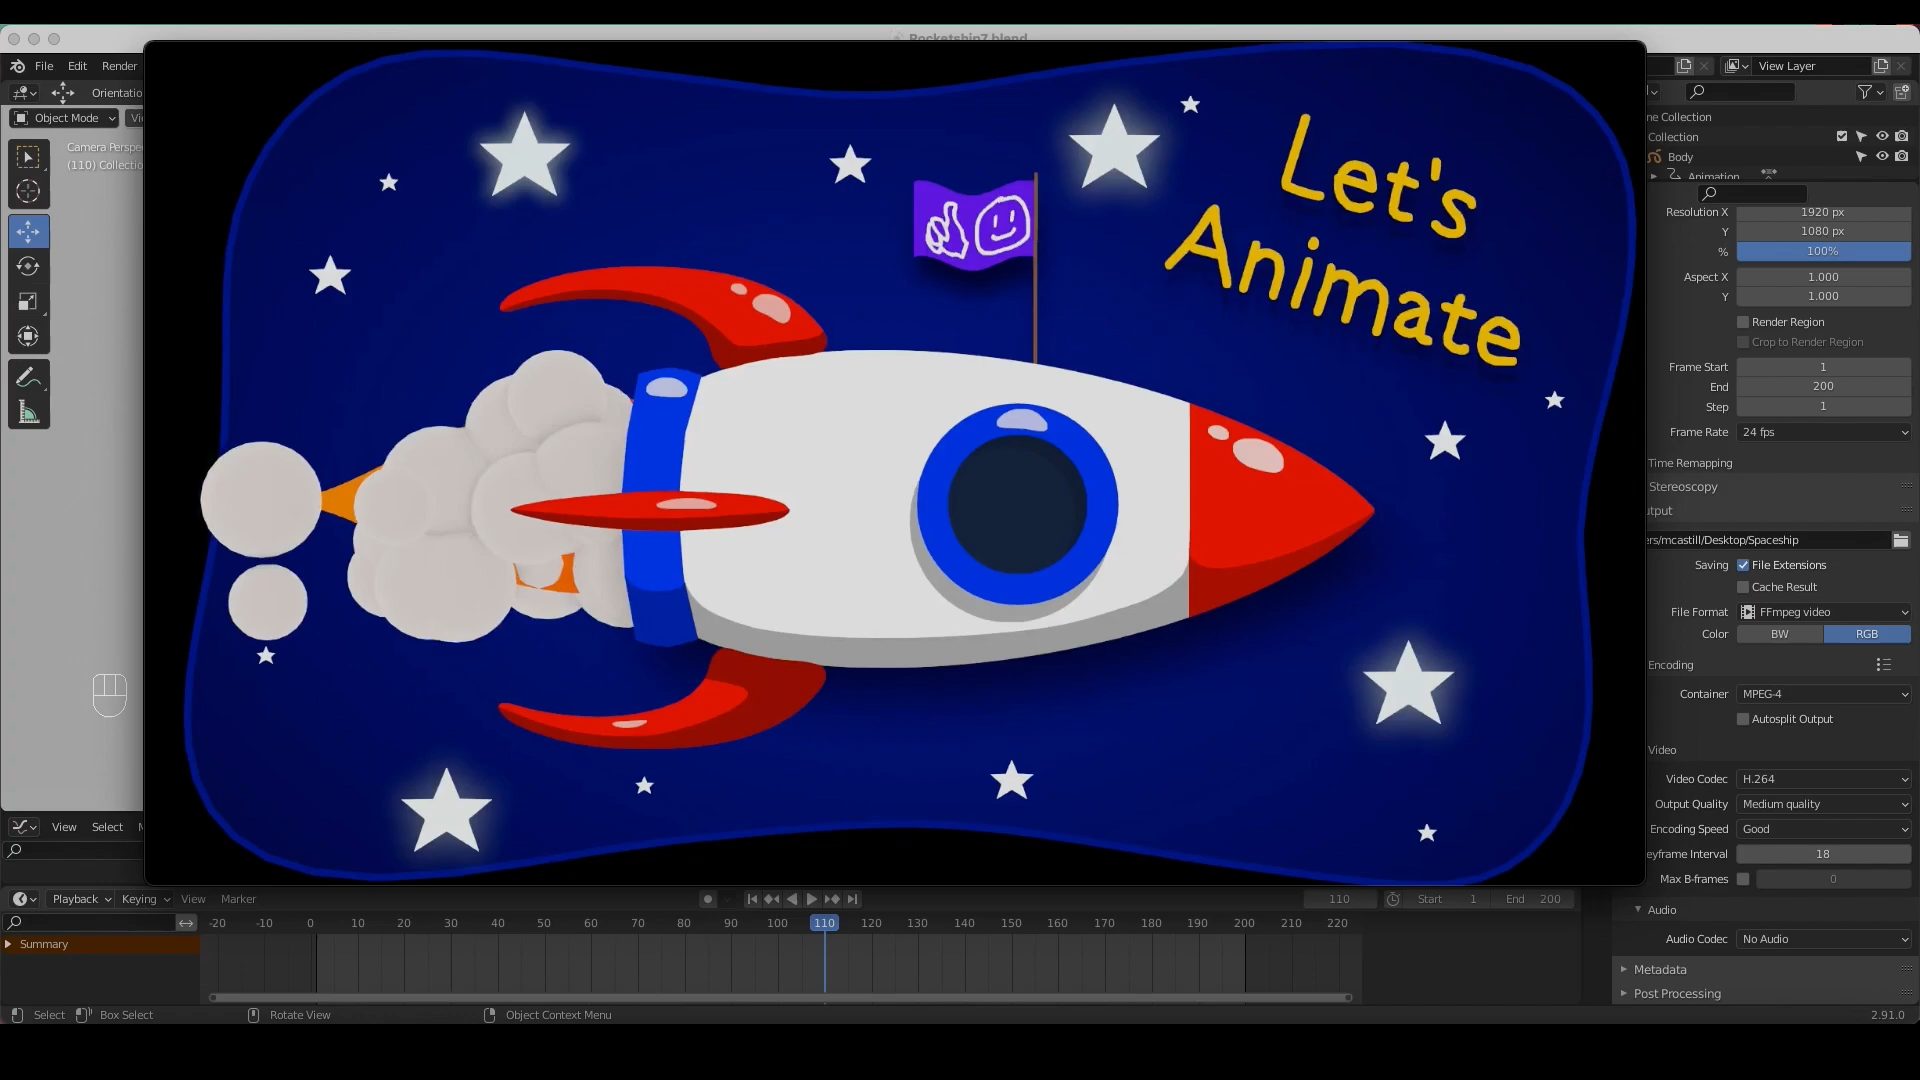 Rocketship7.blend
File Edit Render
View Layer
Orientatio
Object Mode
Vi
Camera Perspe
(110) Collectio
Let's
Animate
ne Collection
Collection
Body
Animation
Resolution X 1920 px
Y 1080 px
% 100%
Aspect X 1.000
Y 1.000
Render Region
Crop to Render Region
Frame Start 1
End 200
Step 1
Frame Rate 24 fps
Time Remapping
Stereoscopy
utput
ers/mcastill/Desktop/Spaceship
Saving File Extensions
Cache Result
File Format FFmpeg video
Color BW RGB
Encoding
Container MPEG-4
Autosplit Output
Video
Video Codec H.264
Output Quality Medium quality
Encoding Speed Good
eyframe Interval 18
Max B-frames 0
Audio
Audio Codec No Audio
Metadata
Post Processing
View Select M
Playback Keying View Marker
110 Start 1 End 200
-20 -10 0 10 20 30 40 50 60 70 80 90 100 110 120 130 140 150 160 170 180 190 200 210 220
Summary
Select Box Select Rotate View Object Context Menu 2.91.0